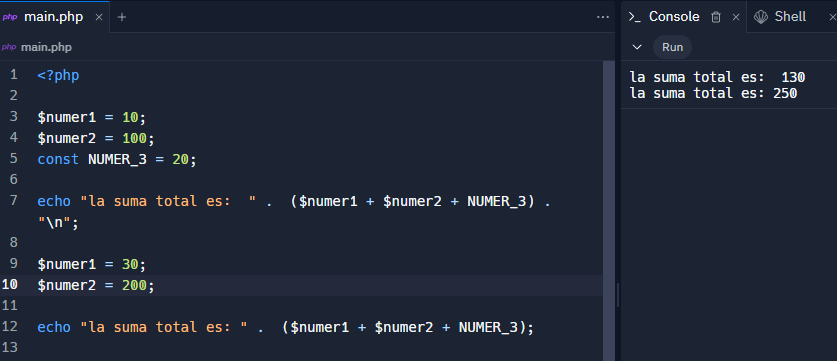 php main.php × +
php main.php
1 <?php
2
3 $numer1 = 10;
4 $numer2 = 100;
5 const NUMER_3 = 20;
6
7 echo "la suma total es:  " .  ($numer1 + $numer2 + NUMER_3) .
"\n";
8
9 $numer1 = 30;
10 $numer2 = 200;
11
12 echo "la suma total es: " .  ($numer1 + $numer2 + NUMER_3);
13
>_ Console × Shell ×
Run
la suma total es:  130
la suma total es: 250